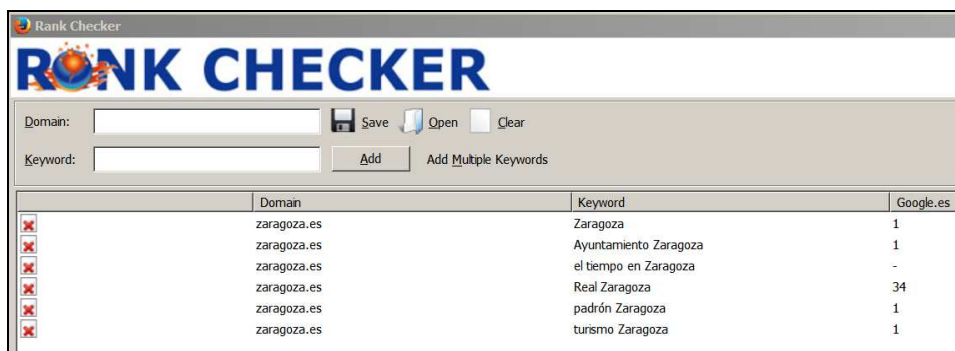 Rank Checker
RANK CHECKER
Domain: Save Open Clear
Keyword: Add Add Multiple Keywords
Domain Keyword Google.es
zaragoza.es Zaragoza 1
zaragoza.es Ayuntamiento Zaragoza 1
zaragoza.es el tiempo en Zaragoza -
zaragoza.es Real Zaragoza 34
zaragoza.es padrón Zaragoza 1
zaragoza.es turismo Zaragoza 1